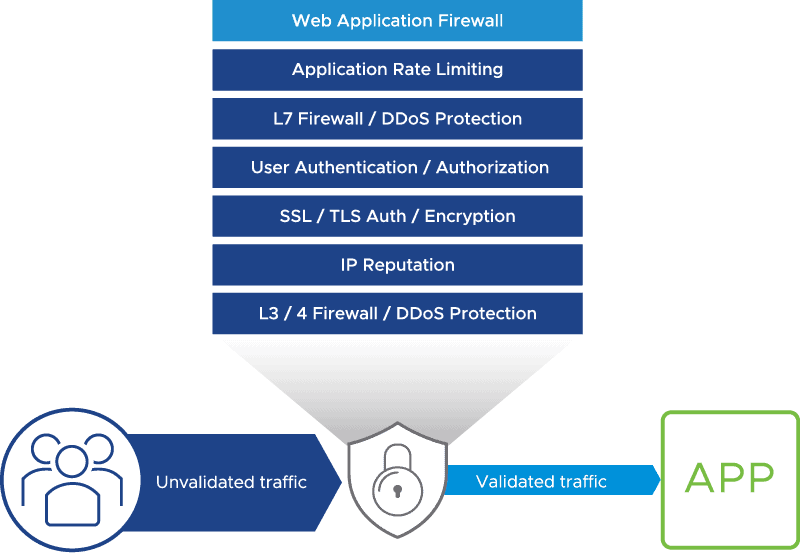 Web Application Firewall
Application Rate Limiting
L7 Firewall / DDoS Protection
User Authentication / Authorization
SSL / TLS Auth / Encryption
IP Reputation
L3 / 4 Firewall / DDoS Protection
Unvalidated traffic
Validated traffic
APP